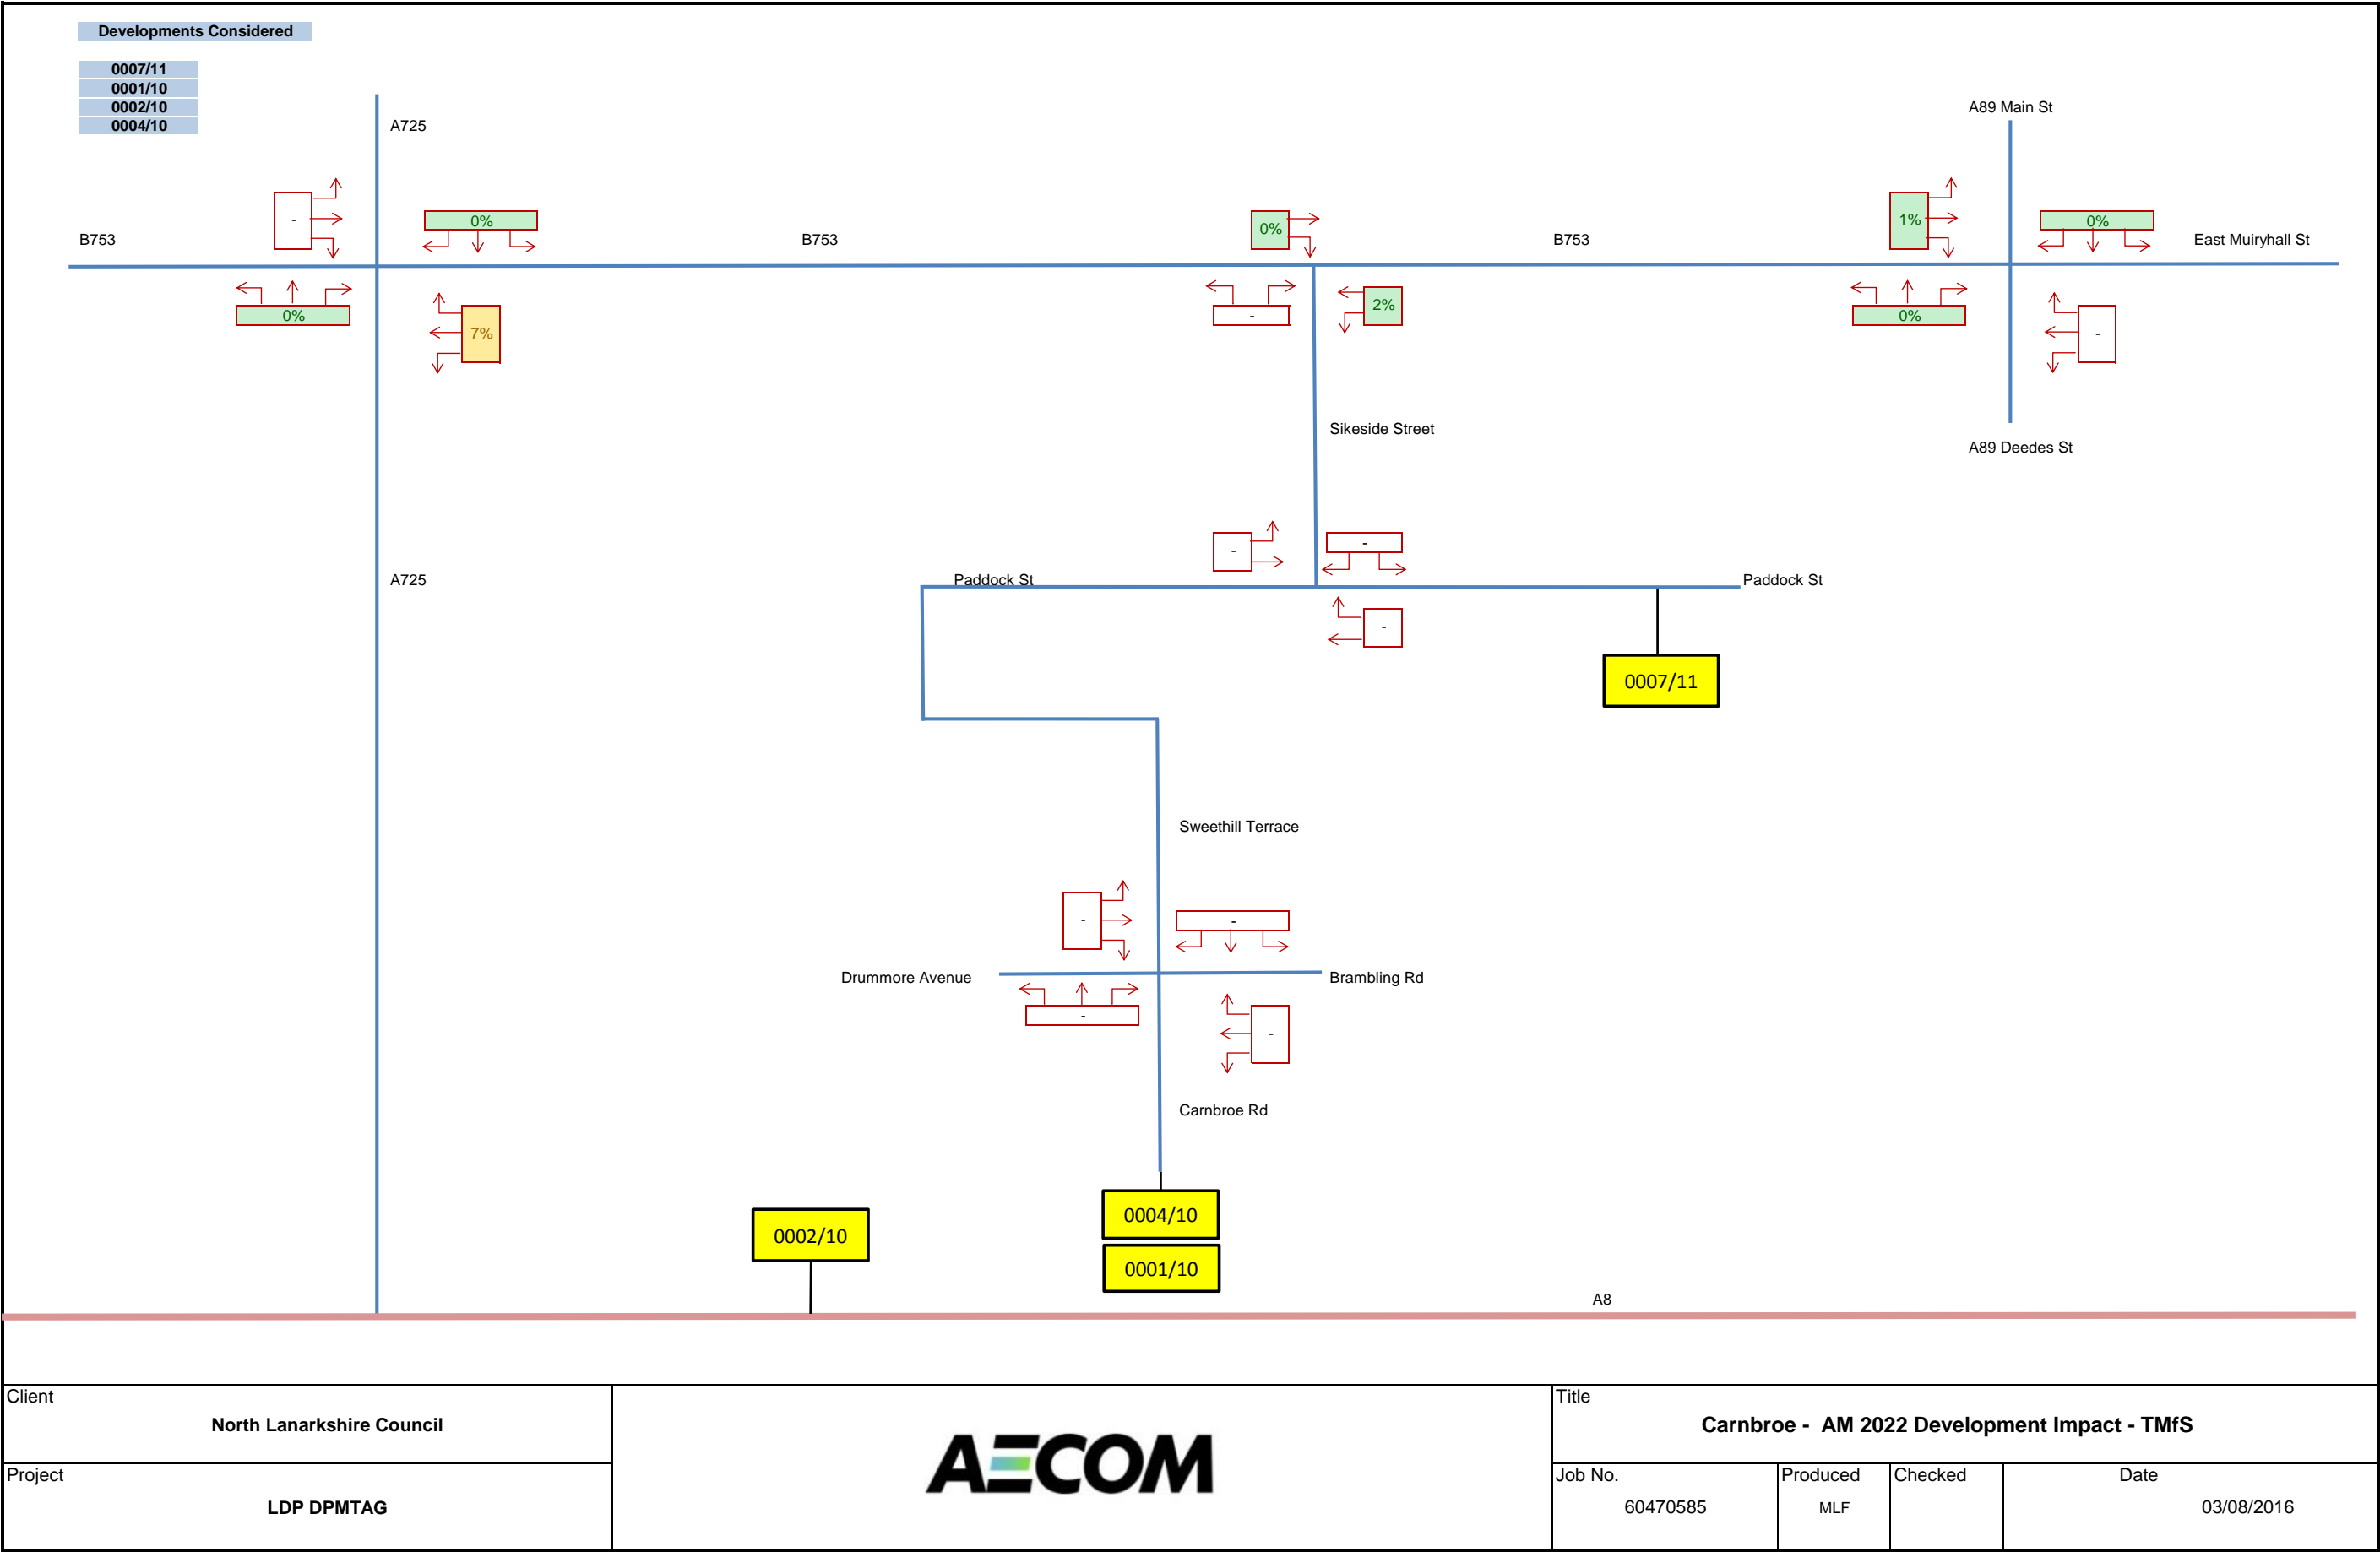 Developments Considered
0007/11
0001/10
0002/10
0004/10
A725
A89 Main St
-
0%
0%
1%
0%
B753
B753
B753
East Muiryhall St
0%
7%
-
2%
0%
-
Sikeside Street
A89 Deedes St
-
-
A725
Paddock St
Paddock St
-
0007/11
Sweethill Terrace
-
-
Drummore Avenue
Brambling Rd
-
-
Carnbroe Rd
0004/10
0002/10
0001/10
A8
Client
North Lanarkshire Council
Project
LDP DPMTAG
AECOM
Title
Carnbroe - AM 2022 Development Impact - TMfS
Job No.
60470585
Produced
MLF
Checked
Date
03/08/2016